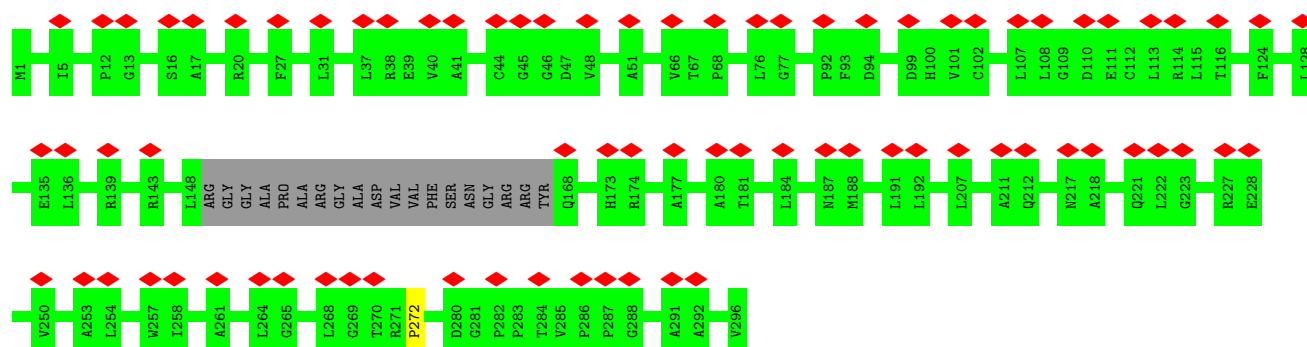 M1 I5 P12 G13 S16 A17 R20 F27 L31 L37 R38 E39 V40 A41 C44 G45 G46 D47 V48 A51 V66 T67 P68 L76 G77 P92 F93 D94 D99 H100 V101 C102 L107 L108 G109 D110 E111 C112 L113 R114 L115 T116 F124 L128
E135 L136 R139 R143 L148 ARG GLY GLY ALA PRO ALA ARG GLY ALA ASP VAL VAL PHE SER ASN GLY ARG ARG TYR Q168 H173 R174 A177 A180 T181 L184 N187 M188 L191 L192 L207 A211 Q212 N217 A218 Q221 L222 G223 R227 E228
V250 A253 L254 W257 I258 A261 L264 G265 L268 G269 T270 R271 P272 D280 G281 P282 P283 T284 V285 P286 P287 G288 A291 A292 V296